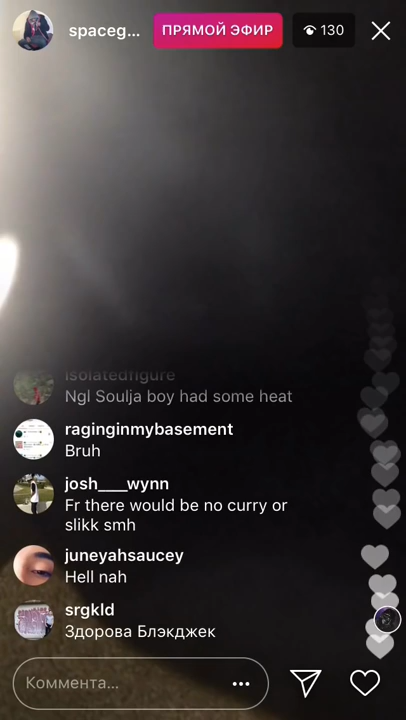 spaceg...
ПРЯМОЙ ЭФИР
130
isolatedfigure
Ngl Soulja boy had some heat
raginginmybasement
Bruh
josh____wynn
Fr there would be no curry or
slikk smh
juneyahsaucey
Hell nah
srgkld
Здорова Блэкджек
Коммента...